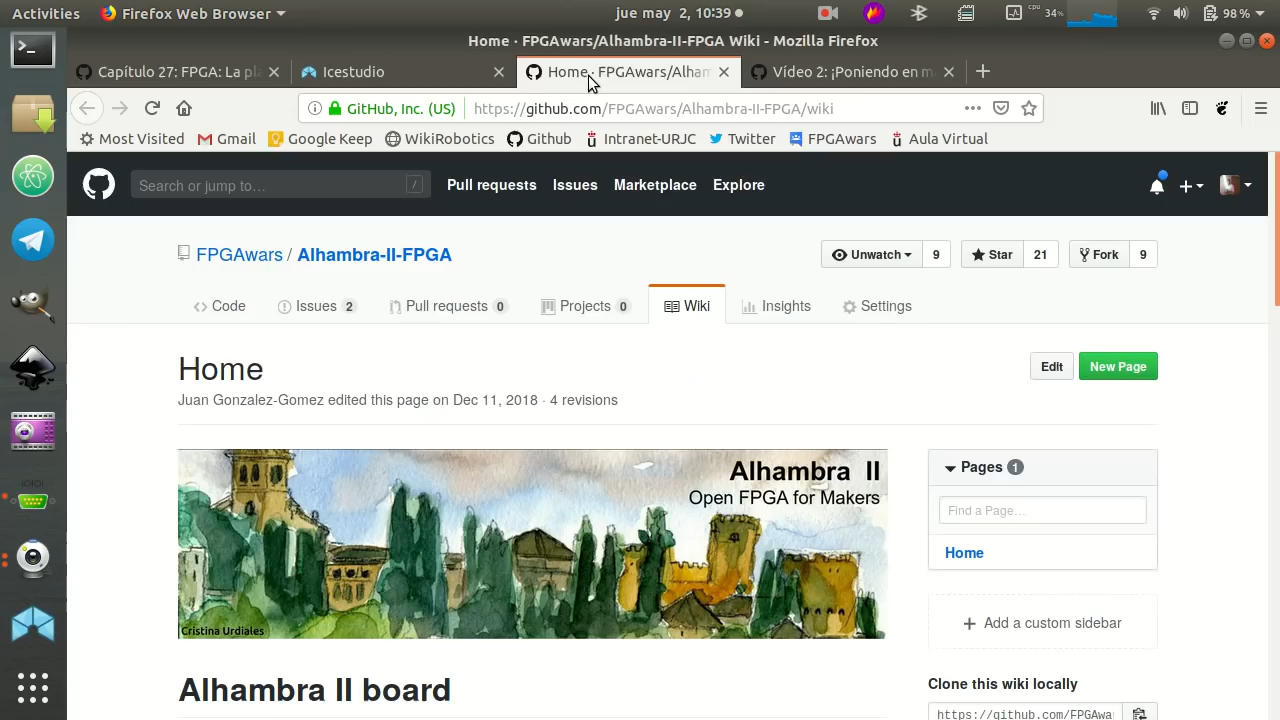 Activities Firefox Web Browser jue may 2, 10:39 cpu 34% 98%
Home · FPGAwars/Alhambra-II-FPGA Wiki - Mozilla Firefox
Capítulo 27: FPGA: La pl Icestudio Home · FPGAwars/Alham Vídeo 2: ¡Poniendo en m
GitHub, Inc. (US) https://github.com/FPGAwars/Alhambra-II-FPGA/wiki
Most Visited Gmail Google Keep WikiRobotics Github Intranet-URJC Twitter FPGAwars Aula Virtual
Search or jump to… / Pull requests Issues Marketplace Explore
FPGAwars / Alhambra-II-FPGA Unwatch 9 Star 21 Fork 9
Code Issues 2 Pull requests 0 Projects 0 Wiki Insights Settings
Home Edit New Page
Juan Gonzalez-Gomez edited this page on Dec 11, 2018 · 4 revisions
Alhambra II
Open FPGA for Makers
Cristina Urdiales
Pages 1
Find a Page…
Home
+ Add a custom sidebar
Alhambra II board
Clone this wiki locally
https://github.com/FPGAwa